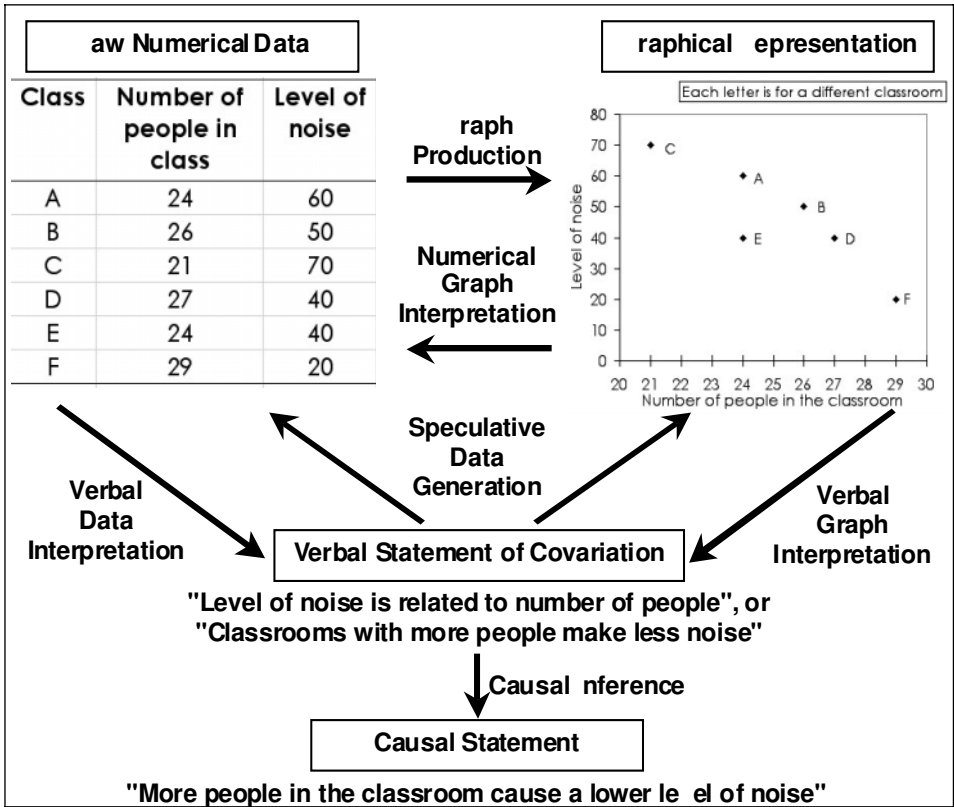 aw Numerical Data
raphical epresentation
Class Number of people in class Level of noise
A 24 60
B 26 50
C 21 70
D 27 40
E 24 40
F 29 20
raph
Production
Numerical
Graph
Interpretation
Each letter is for a different classroom
Level of noise
80
70
60
50
40
30
20
10
0
C
A
B
E
D
F
20 21 22 23 24 25 26 27 28 29 30
Number of people in the classroom
Verbal
Data
Interpretation
Speculative
Data
Generation
Verbal
Graph
Interpretation
Verbal Statement of Covariation
"Level of noise is related to number of people", or
"Classrooms with more people make less noise"
Causal nference
Causal Statement
"More people in the classroom cause a lower le el of noise"